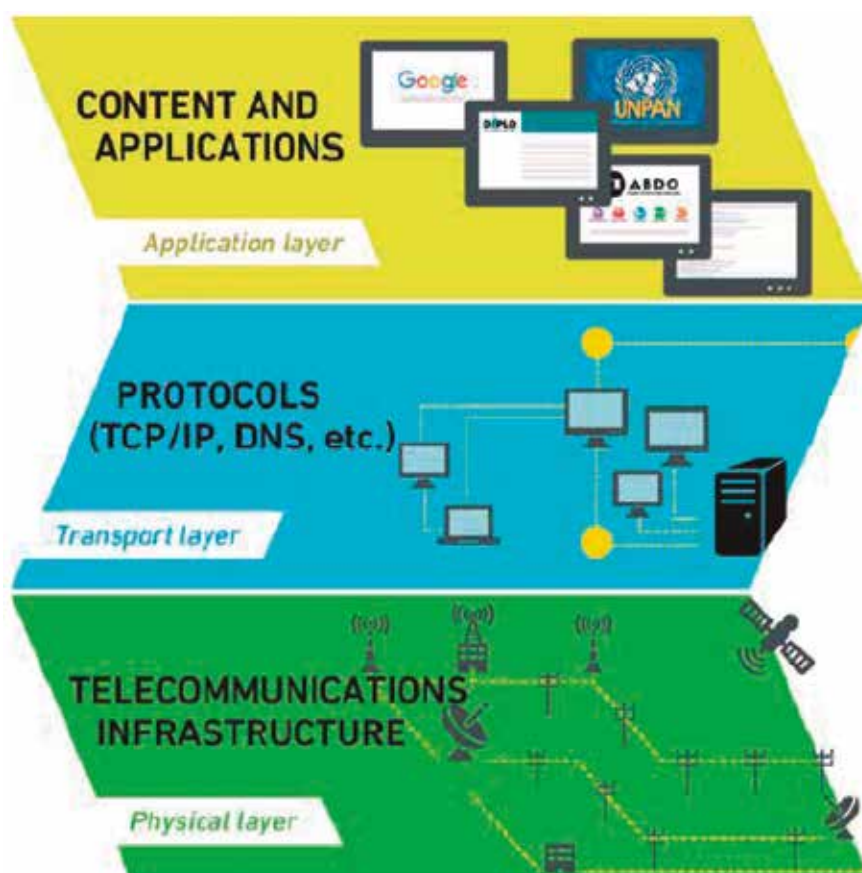 CONTENT AND
APPLICATIONS
Application layer
Google
UNPAN
DIPLO
ABDO
PROTOCOLS
(TCP/IP, DNS, etc.)
Transport layer
TELECOMMUNICATIONS
INFRASTRUCTURE
Physical layer